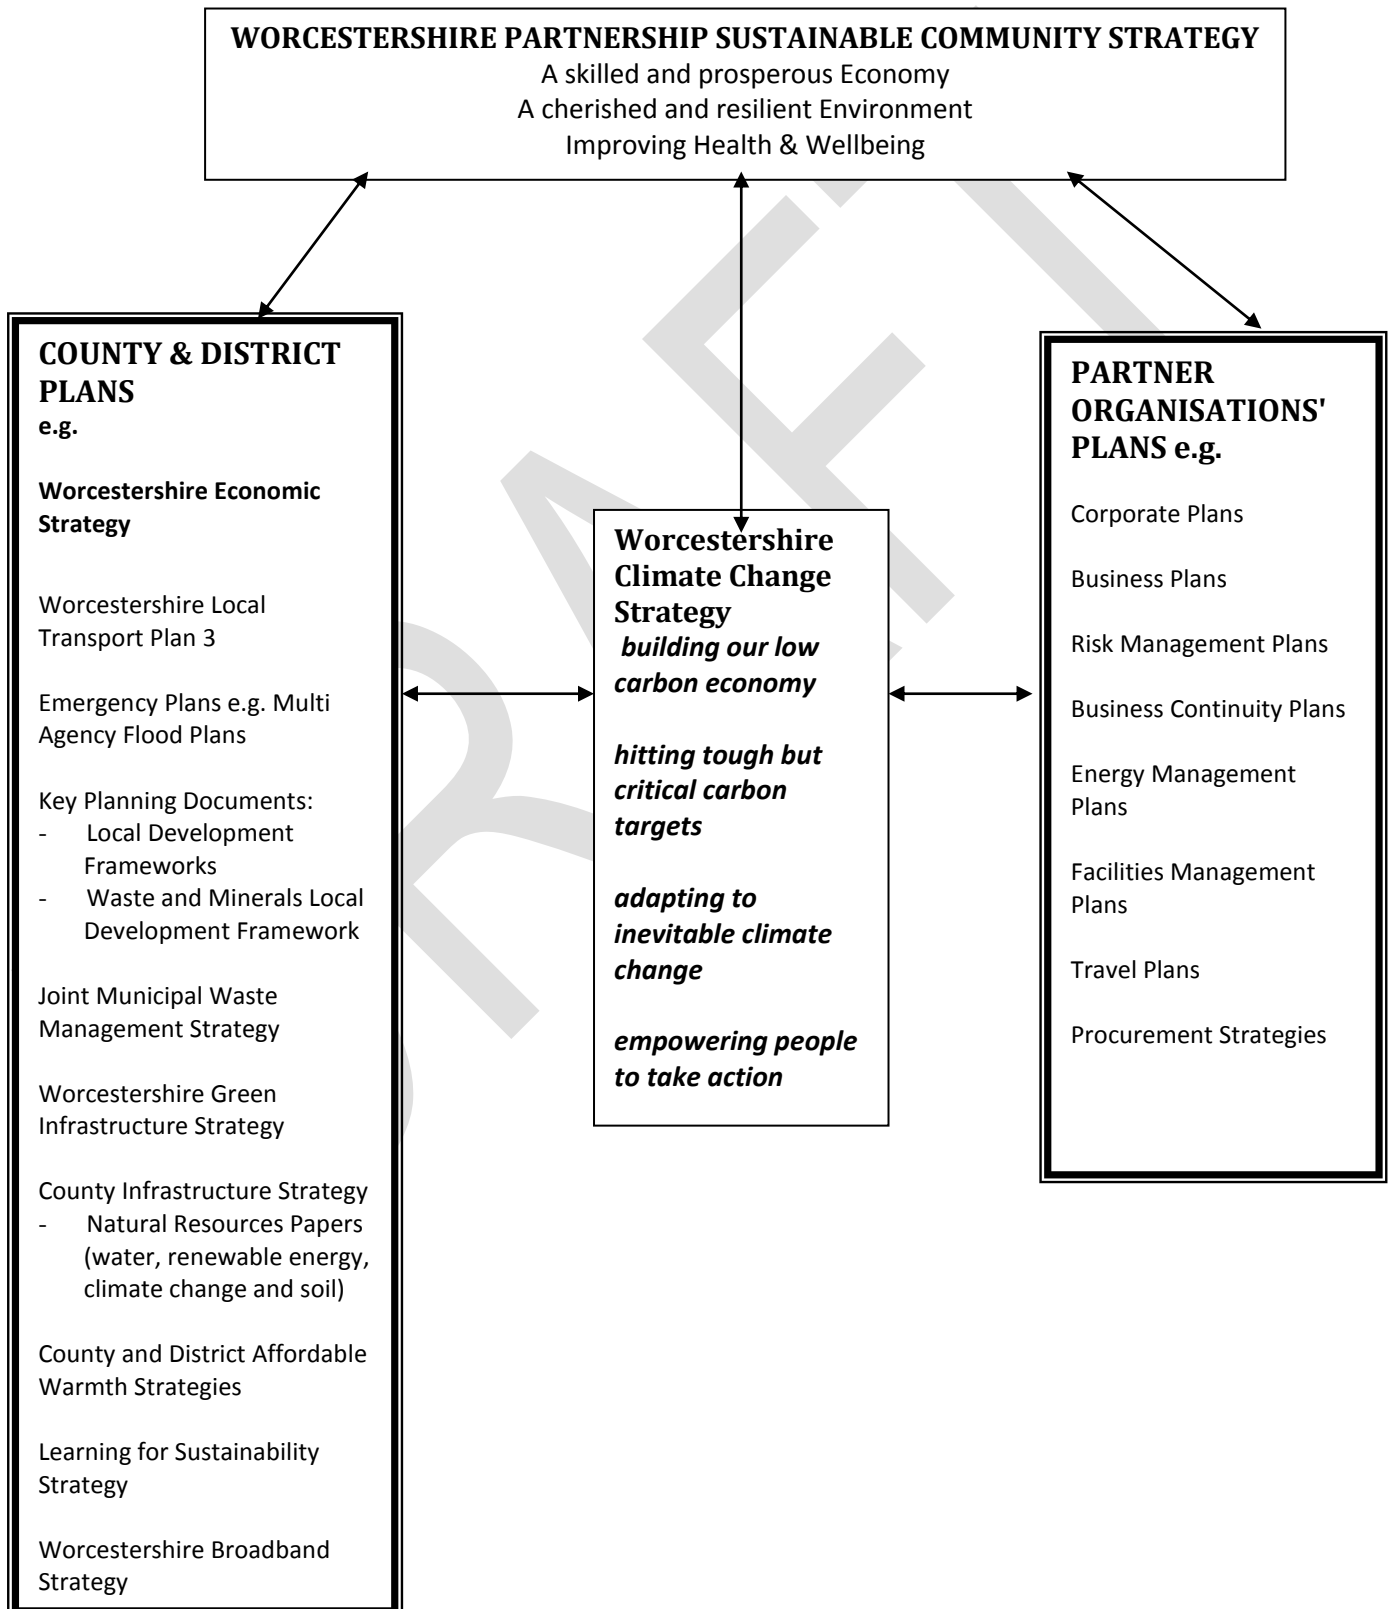 WORCESTERSHIRE PARTNERSHIP SUSTAINABLE COMMUNITY STRATEGY
A skilled and prosperous Economy
A cherished and resilient Environment
Improving Health & Wellbeing
COUNTY & DISTRICT
PLANS
e.g.
Worcestershire Economic
Strategy
Worcestershire Local
Transport Plan 3
Emergency Plans e.g. Multi
Agency Flood Plans
Key Planning Documents:
- Local Development
Frameworks
- Waste and Minerals Local
Development Framework
Joint Municipal Waste
Management Strategy
Worcestershire Green
Infrastructure Strategy
County Infrastructure Strategy
- Natural Resources Papers
(water, renewable energy,
climate change and soil)
County and District Affordable
Warmth Strategies
Learning for Sustainability
Strategy
Worcestershire Broadband
Strategy
Worcestershire
Climate Change
Strategy
building our low
carbon economy
hitting tough but
critical carbon
targets
adapting to
inevitable climate
change
empowering people
to take action
PARTNER
ORGANISATIONS'
PLANS e.g.
Corporate Plans
Business Plans
Risk Management Plans
Business Continuity Plans
Energy Management
Plans
Facilities Management
Plans
Travel Plans
Procurement Strategies
DRAFT